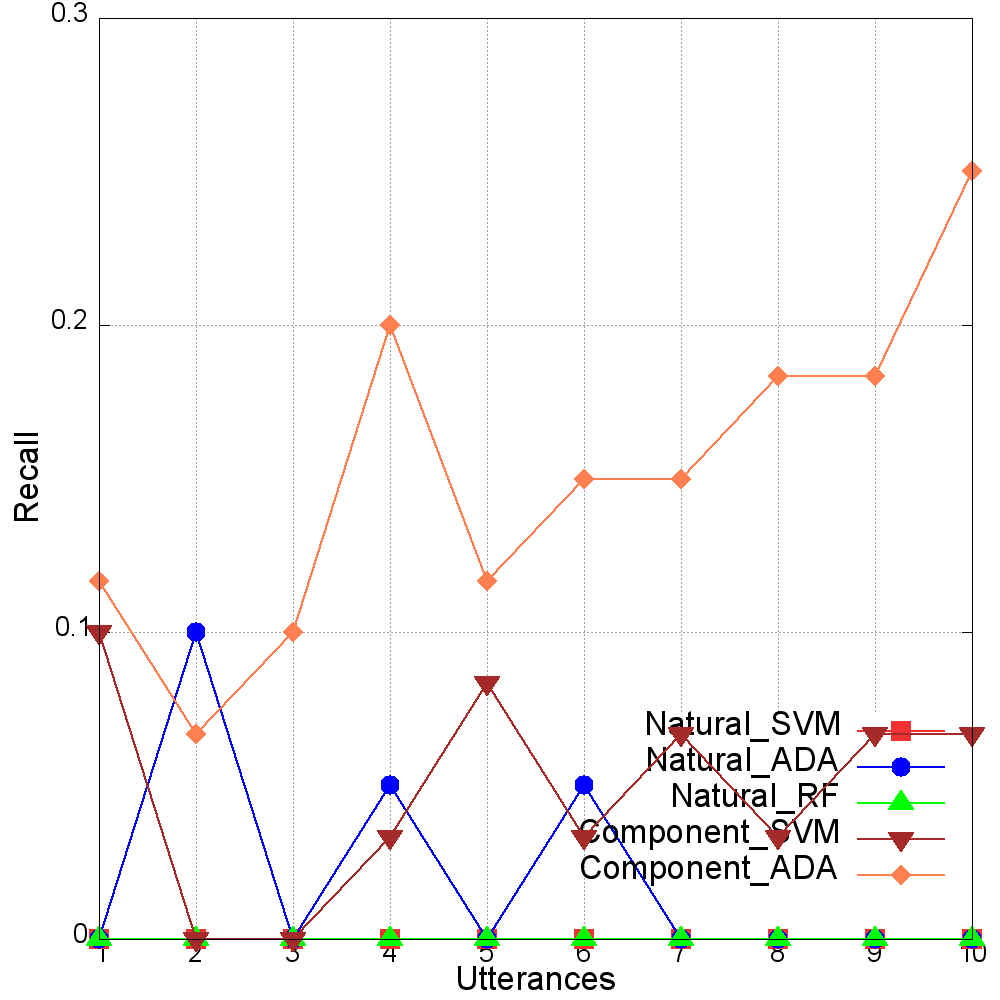 0.3
0.2
0.1
0
Recall
Natural_SVM
Natural_ADA
Natural_RF
Component_SVM
Component_ADA
1 2 3 4 5 6 7 8 9 10
Utterances